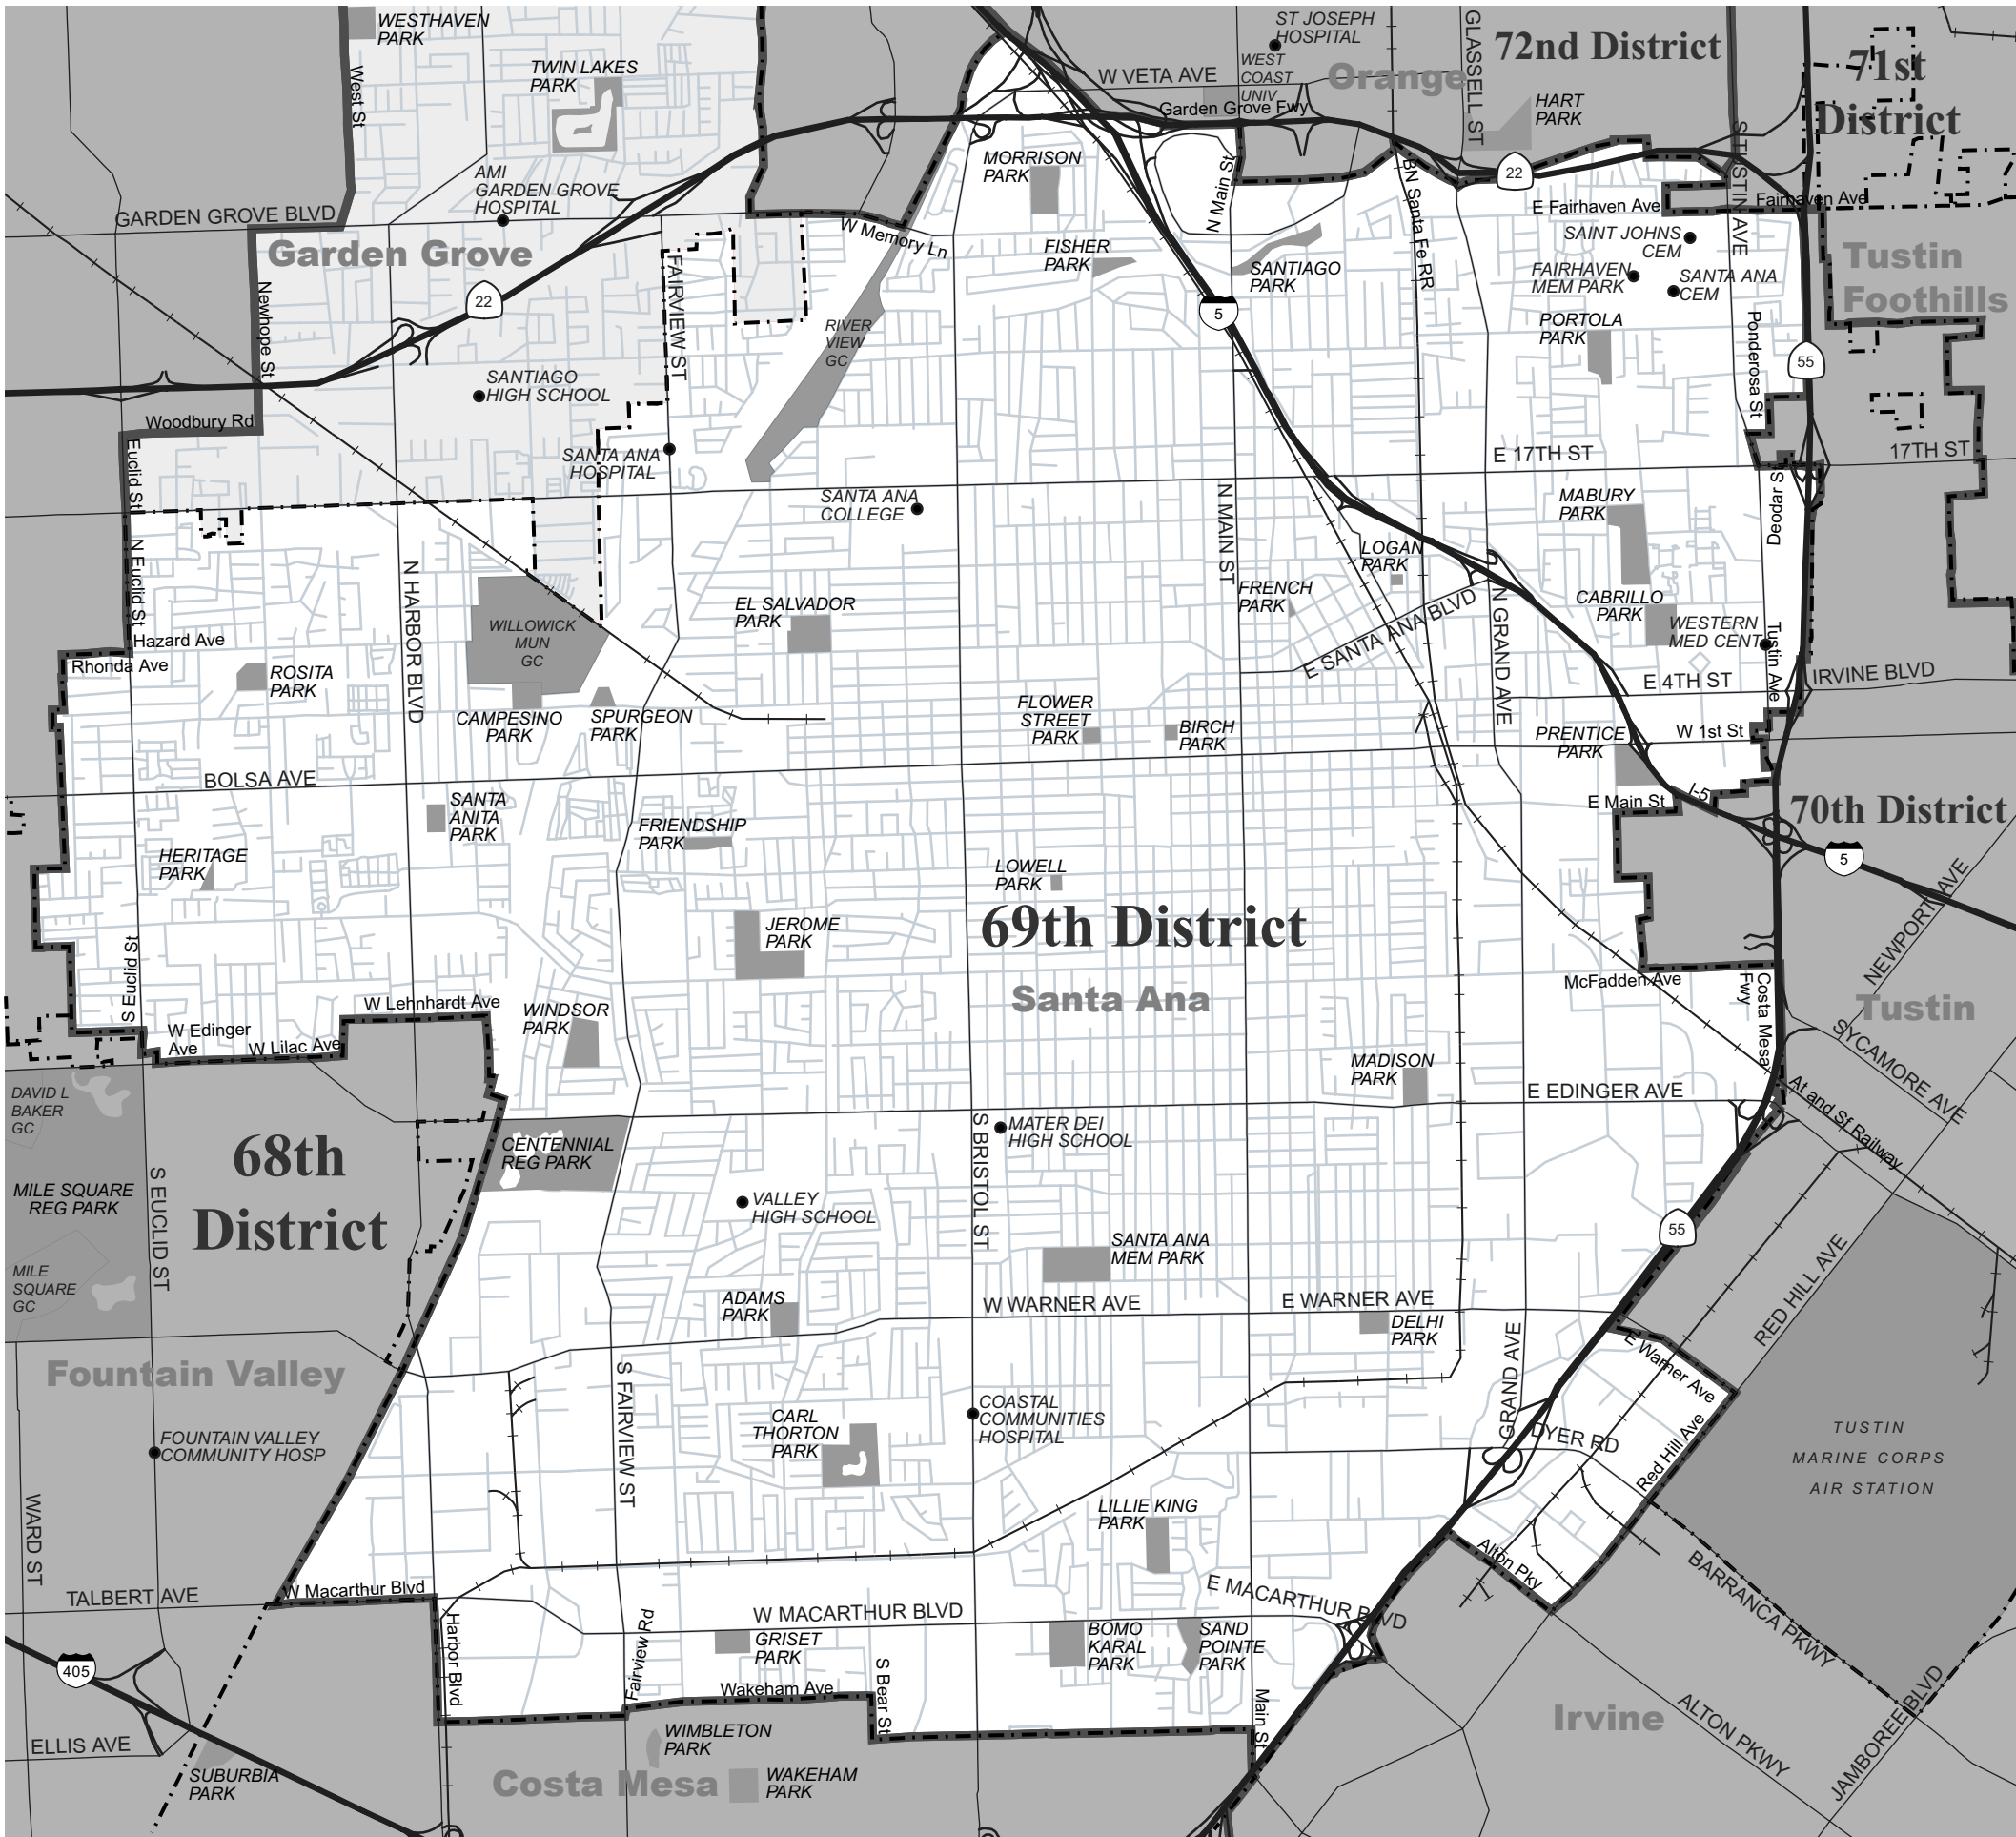 WESTHAVEN
PARK
ST JOSEPH
HOSPITAL
72nd District
71st
District
WEST
COAST
UNIV
W VETA AVE
Orange
GLASSELL ST
TWIN LAKES
PARK
West St
Garden Grove Fwy
HART
PARK
22
MORRISON
PARK
AMI
GARDEN GROVE
HOSPITAL
GARDEN GROVE BLVD
Garden Grove
W Memory Ln
N Main St
BN Santa Fe RR
E Fairhaven Ave
Fairhaven Ave
S TUSTIN AVE
SAINT JOHNS
CEM
FAIRHAVEN
MEM PARK
SANTA ANA
CEM
Tustin
Foothills
FISHER
PARK
SANTIAGO
PARK
FAIRVIEW ST
Newhope St
22
5
RIVER
VIEW
GC
PORTOLA
PARK
Ponderosa St
55
SANTIAGO
HIGH SCHOOL
Woodbury Rd
Euclid St
SANTA ANA
HOSPITAL
E 17TH ST
17TH ST
SANTA ANA
COLLEGE
N MAIN ST
MABURY
PARK
Deodar S
N Euclid St
N HARBOR BLVD
LOGAN
PARK
FRENCH
PARK
E SANTA ANA BLVD
N GRAND AVE
CABRILLO
PARK
WESTERN
MED CENT
Tustin Ave
EL SALVADOR
PARK
WILLOWICK
MUN
GC
Hazard Ave
Rhonda Ave
ROSITA
PARK
CAMPESINO
PARK
SPURGEON
PARK
FLOWER
STREET
PARK
BIRCH
PARK
E 4TH ST
IRVINE BLVD
PRENTICE
PARK
W 1st St
BOLSA AVE
SANTA
ANITA
PARK
E Main St
I-5
70th District
FRIENDSHIP
PARK
HERITAGE
PARK
5
LOWELL
PARK
69th District
JEROME
PARK
NEWPORT AVE
S Euclid St
Santa Ana
McFadden Ave
Costa Mesa
Fwy
Tustin
W Lehnhardt Ave
WINDSOR
PARK
W Edinger
Ave
W Lilac Ave
SYCAMORE AVE
MADISON
PARK
E EDINGER AVE
At and Sf Railway
DAVID L
BAKER
GC
68th
District
CENTENNIAL
REG PARK
MATER DEI
HIGH SCHOOL
S BRISTOL ST
MILE SQUARE
REG PARK
S EUCLID ST
VALLEY
HIGH SCHOOL
55
SANTA ANA
MEM PARK
MILE
SQUARE
GC
RED HILL AVE
ADAMS
PARK
W WARNER AVE
E WARNER AVE
DELHI
PARK
E Warner Ave
Fountain Valley
S FAIRVIEW ST
GRAND AVE
COASTAL
COMMUNITIES
HOSPITAL
CARL
THORTON
PARK
DYER RD
Red Hill Ave
TUSTIN
MARINE CORPS
AIR STATION
FOUNTAIN VALLEY
COMMUNITY HOSP
WARD ST
LILLIE KING
PARK
Alton Pky
BARRANCA PKWY
TALBERT AVE
W Macarthur Blvd
E MACARTHUR BLVD
W MACARTHUR BLVD
Harbor Blvd
Fairview Rd
GRISET
PARK
BOMO
KARAL
PARK
SAND
POINTE
PARK
405
Wakeham Ave
S Bear St
Main St
Irvine
ALTON PKWY
JAMBOREE BLVD
ELLIS AVE
WIMBLETON
PARK
SUBURBIA
PARK
Costa Mesa
WAKEHAM
PARK